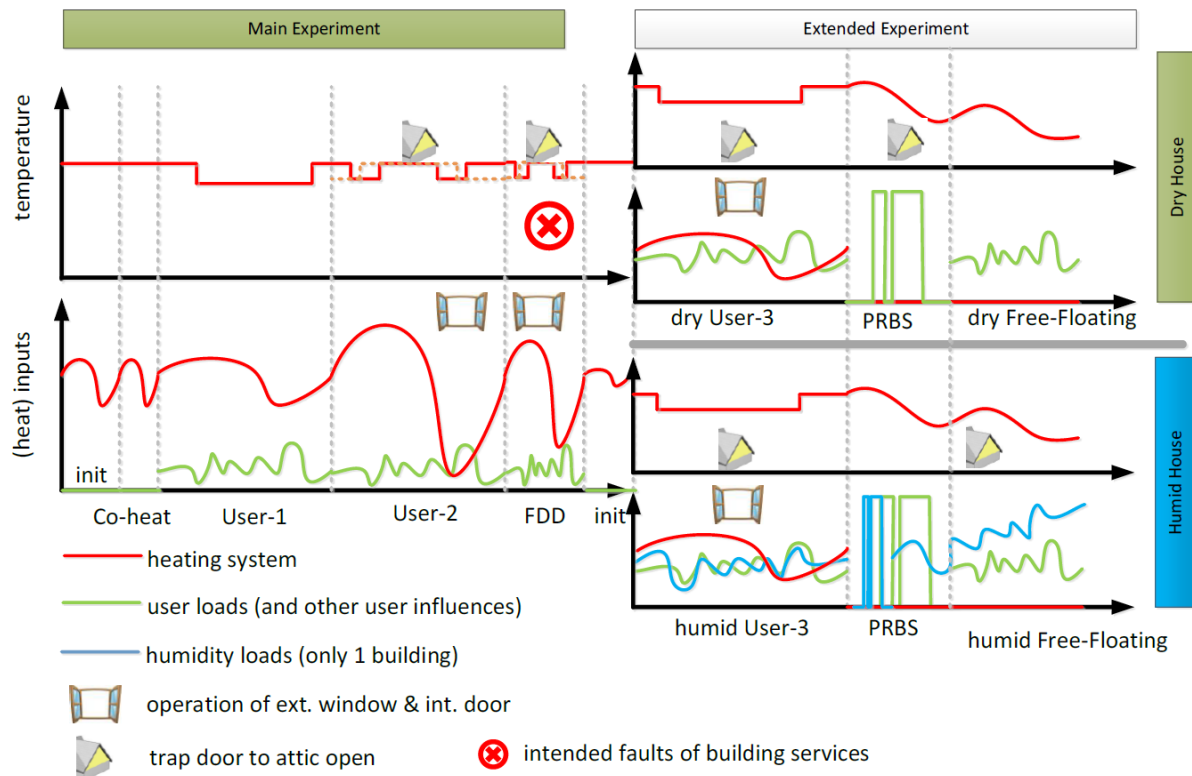 Main Experiment
Extended Experiment
temperature
Dry House
dry User-3
PRBS
dry Free-Floating
(heat) inputs
init
Co-heat
User-1
User-2
FDD
init
Humid House
humid User-3
PRBS
humid Free-Floating
heating system
user loads (and other user influences)
humidity loads (only 1 building)
operation of ext. window & int. door
trap door to attic open
intended faults of building services